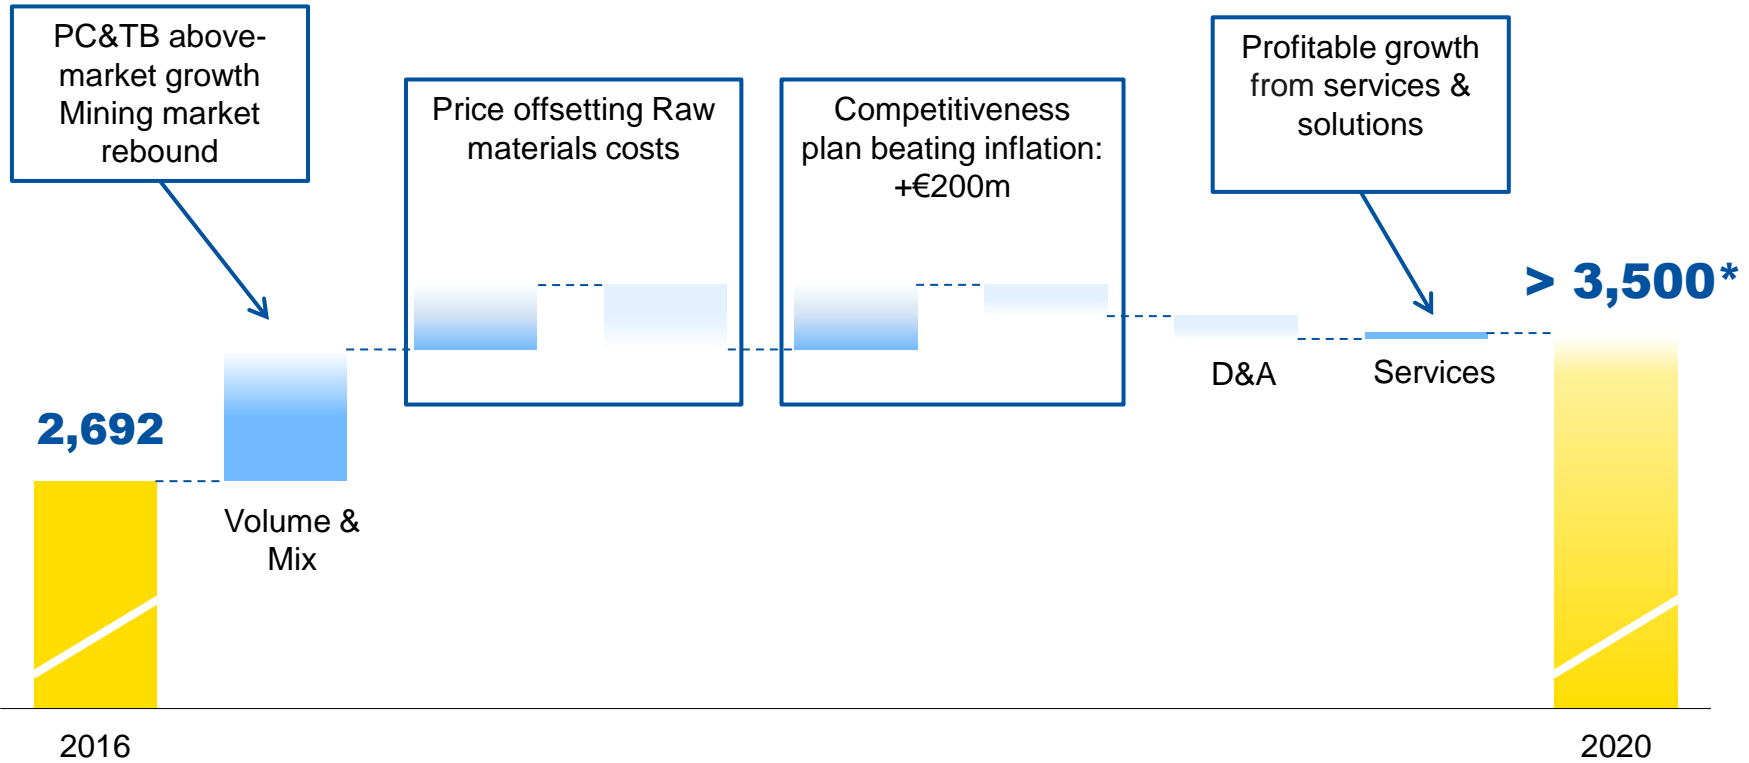 PC&TB above-
market growth
Mining market
rebound
Price offsetting Raw
materials costs
Competitiveness
plan beating inflation:
+€200m
Profitable growth
from services &
solutions
> 3,500*
2,692
D&A
Services
Volume &
Mix
2016
2020